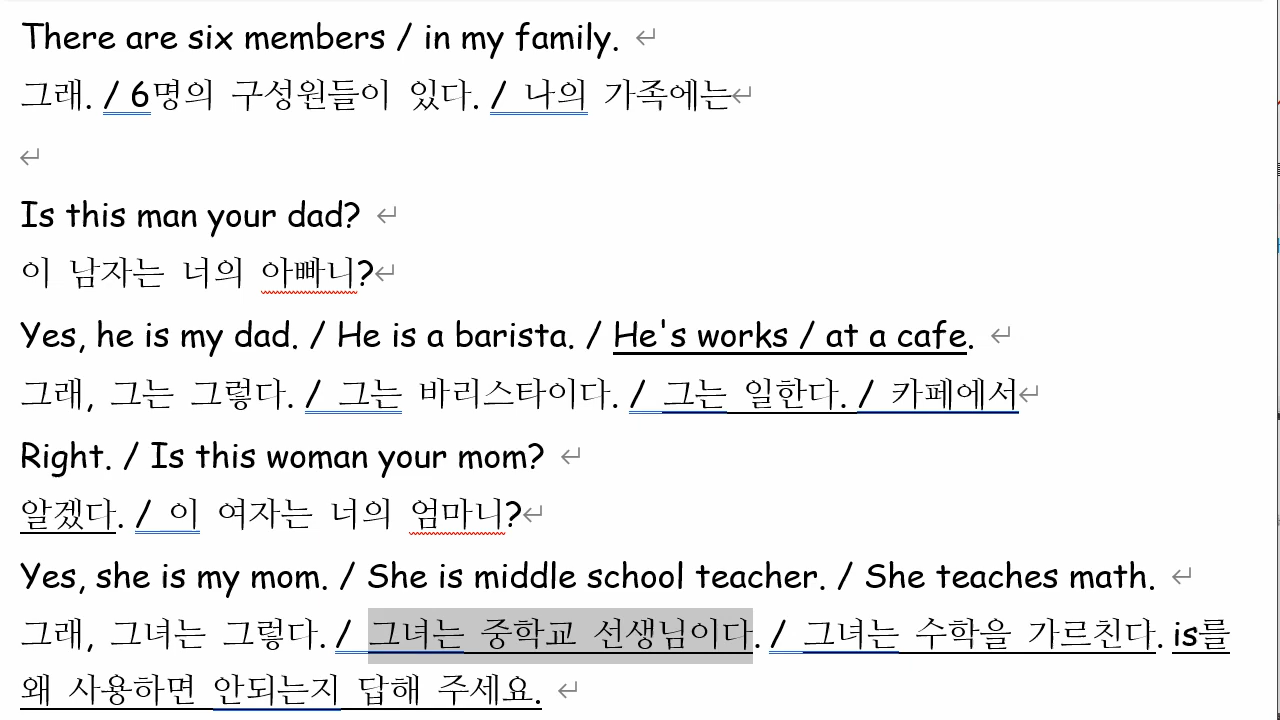 There are six members / in my family.
그래. / 6명의 구성원들이 있다. / 나의 가족에는
Is this man your dad?
이 남자는 너의 아빠니?
Yes, he is my dad. / He is a barista. / He's works / at a cafe.
그래, 그는 그렇다. / 그는 바리스타이다. / 그는 일한다. / 카페에서
Right. / Is this woman your mom?
알겠다. / 이 여자는 너의 엄마니?
Yes, she is my mom. / She is middle school teacher. / She teaches math.
그래, 그녀는 그렇다. / 그녀는 중학교 선생님이다. / 그녀는 수학을 가르친다. is를
왜 사용하면 안되는지 답해 주세요.